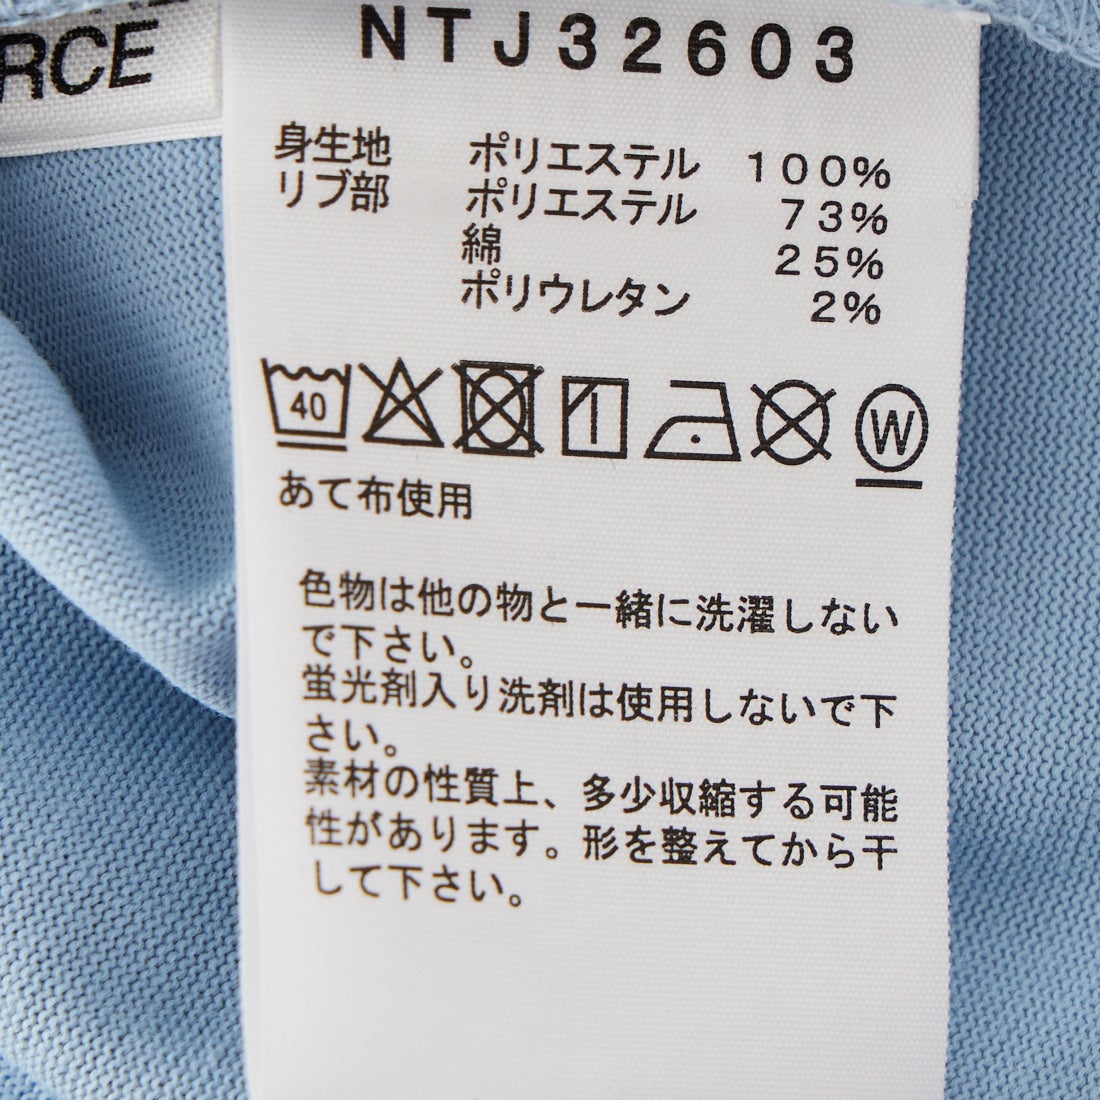 RCE
NTJ32603
身生地 ポリエステル 100%
リブ部 ポリエステル 73%
綿 25%
ポリウレタン 2%
40 W
あて布使用
色物は他の物と一緒に洗濯しない
で下さい。
蛍光剤入り洗剤は使用しないで下
さい。
素材の性質上、多少収縮する可能
性があります。形を整えてから干
して下さい。